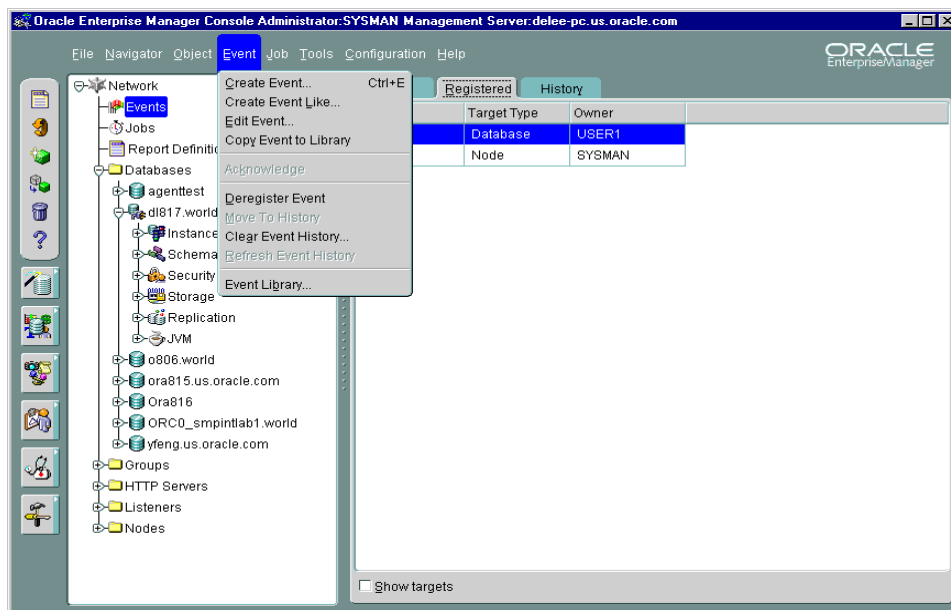 Oracle Enterprise Manager Console Administrator:SYSMAN Management Server:delee-pc.us.oracle.com
File Navigator Object Event Job Tools Configuration Help
ORACLE
EnterpriseManager
Create Event... Ctrl+E
Create Event Like...
Edit Event...
Copy Event to Library
Acknowledge
Deregister Event
Move To History
Clear Event History...
Refresh Event History
Event Library...
Network
Events
Jobs
Report Definitio
Databases
agenttest
dl817.world
Instance
Schema
Security
Storage
Replication
JVM
o806.world
ora815.us.oracle.com
Ora816
ORC0_smpintlab1.world
yfeng.us.oracle.com
Groups
HTTP Servers
Listeners
Nodes
Registered History
Target Type Owner
Database USER1
Node SYSMAN
Show targets